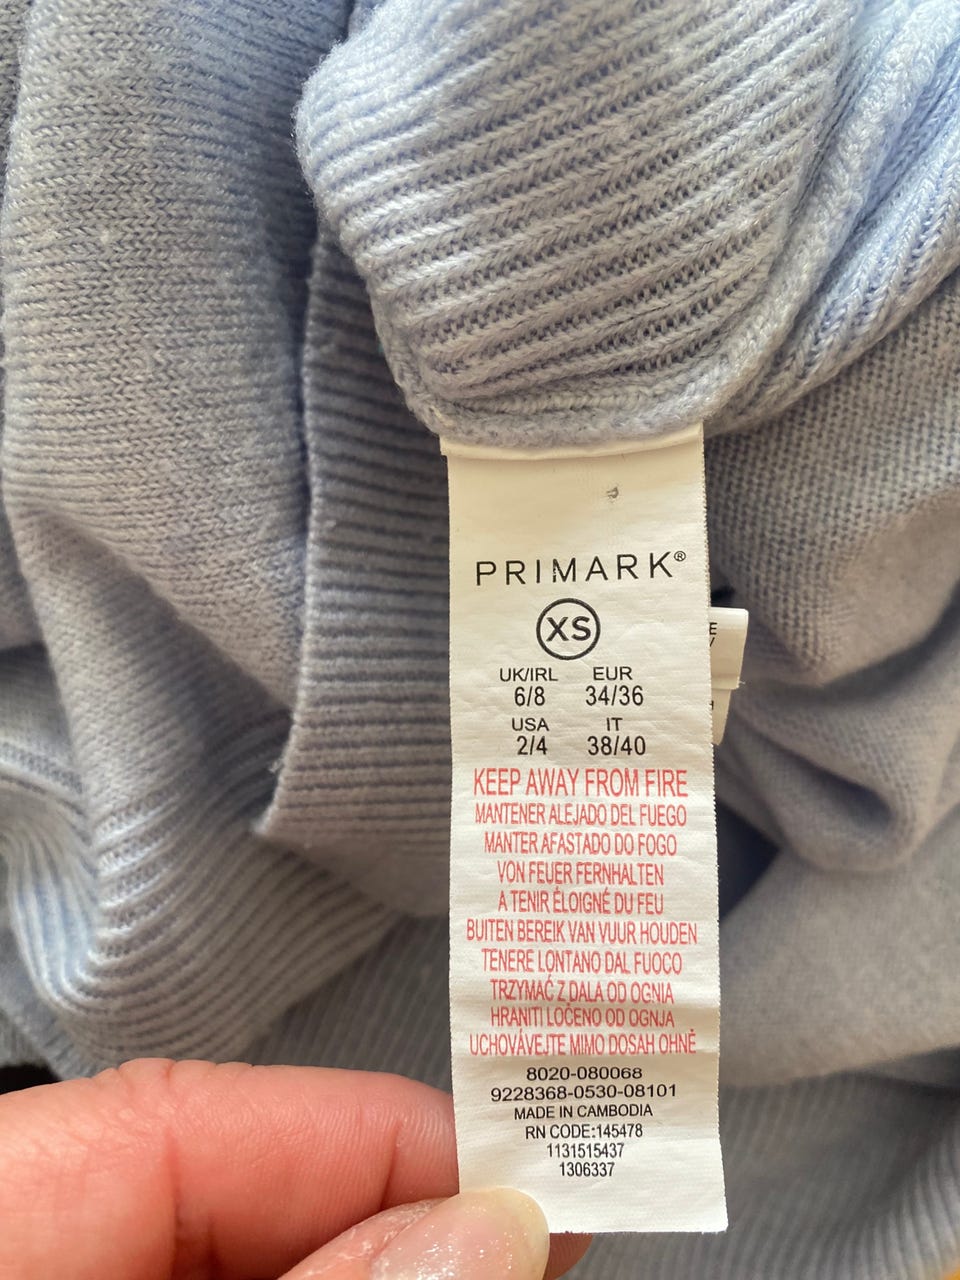 PRIMARK®
XS
UK/IRL EUR
6/8 34/36
USA IT
2/4 38/40
KEEP AWAY FROM FIRE
MANTENER ALEJADO DEL FUEGO
MANTER AFASTADO DO FOGO
VON FEUER FERNHALTEN
A TENIR ÉLOIGNÉ DU FEU
BUITEN BEREIK VAN VUUR HOUDEN
TENERE LONTANO DAL FUOCO
TRZYMAĆ Z DALA OD OGNIA
HRANITI LOČENO OD OGNJA
UCHOVÁVEJTE MIMO DOSAH OHNĚ
8020-080068
9228368-0530-08101
MADE IN CAMBODIA
RN CODE:145478
1131515437
1306337